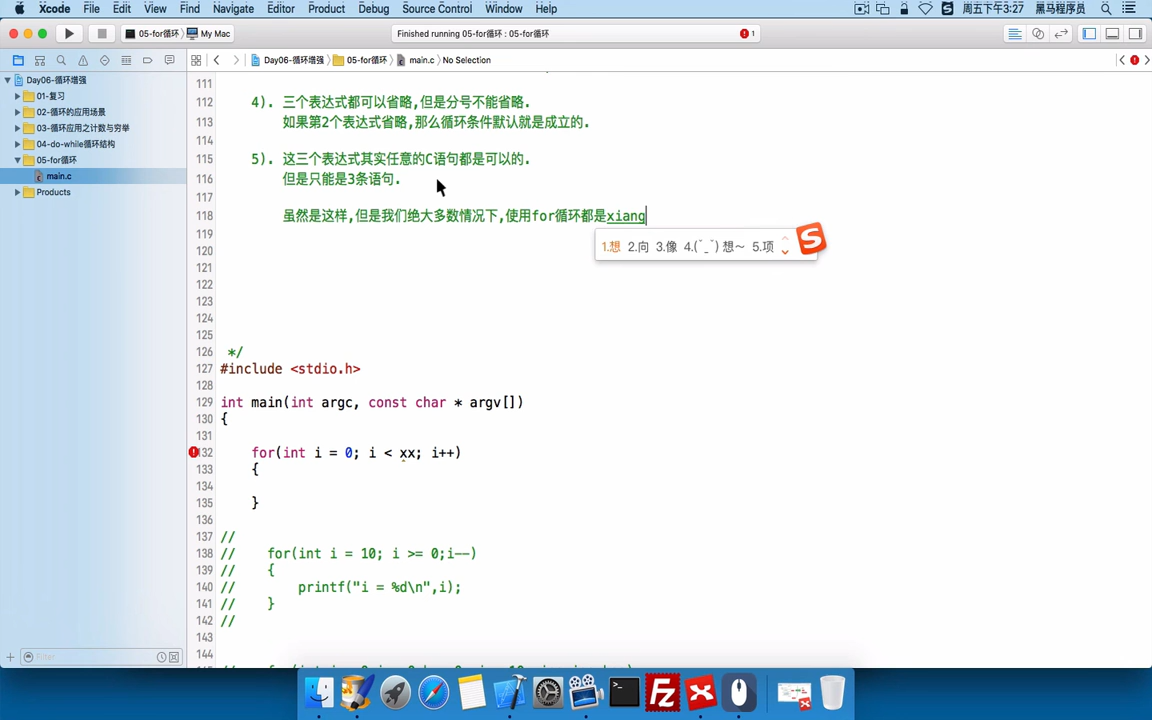 Xcode File Edit View Find Navigate Editor Product Debug Source Control Window Help 周五下午3:27 黑马程序员
05-for循环 My Mac Finished running 05-for循环 : 05-for循环 1
Day06-循环增强 05-for循环 main.c No Selection
Day06-循环增强
01-复习
02-循环的应用场景
03-循环应用之计数与穷举
04-do-while循环结构
05-for循环
main.c
Products
111
112 4). 三个表达式都可以省略,但是分号不能省略.
113 如果第2个表达式省略,那么循环条件默认就是成立的.
114
115 5). 这三个表达式其实任意的C语句都是可以的.
116 但是只能是3条语句.
117
118 虽然是这样,但是我们绝大多数情况下,使用for循环都是xiang
1.想 2.向 3.像 4.(˘_˘) 想~ 5.项 S
119
120
121
122
123
124
125
126 */
127 #include <stdio.h>
128
129 int main(int argc, const char * argv[])
130 {
131
132 for(int i = 0; i < xx; i++)
133 {
134
135 }
136
137 //
138 // for(int i = 10; i >= 0;i--)
139 // {
140 // printf("i = %d\n",i);
141 // }
142 //
143
144
Filter